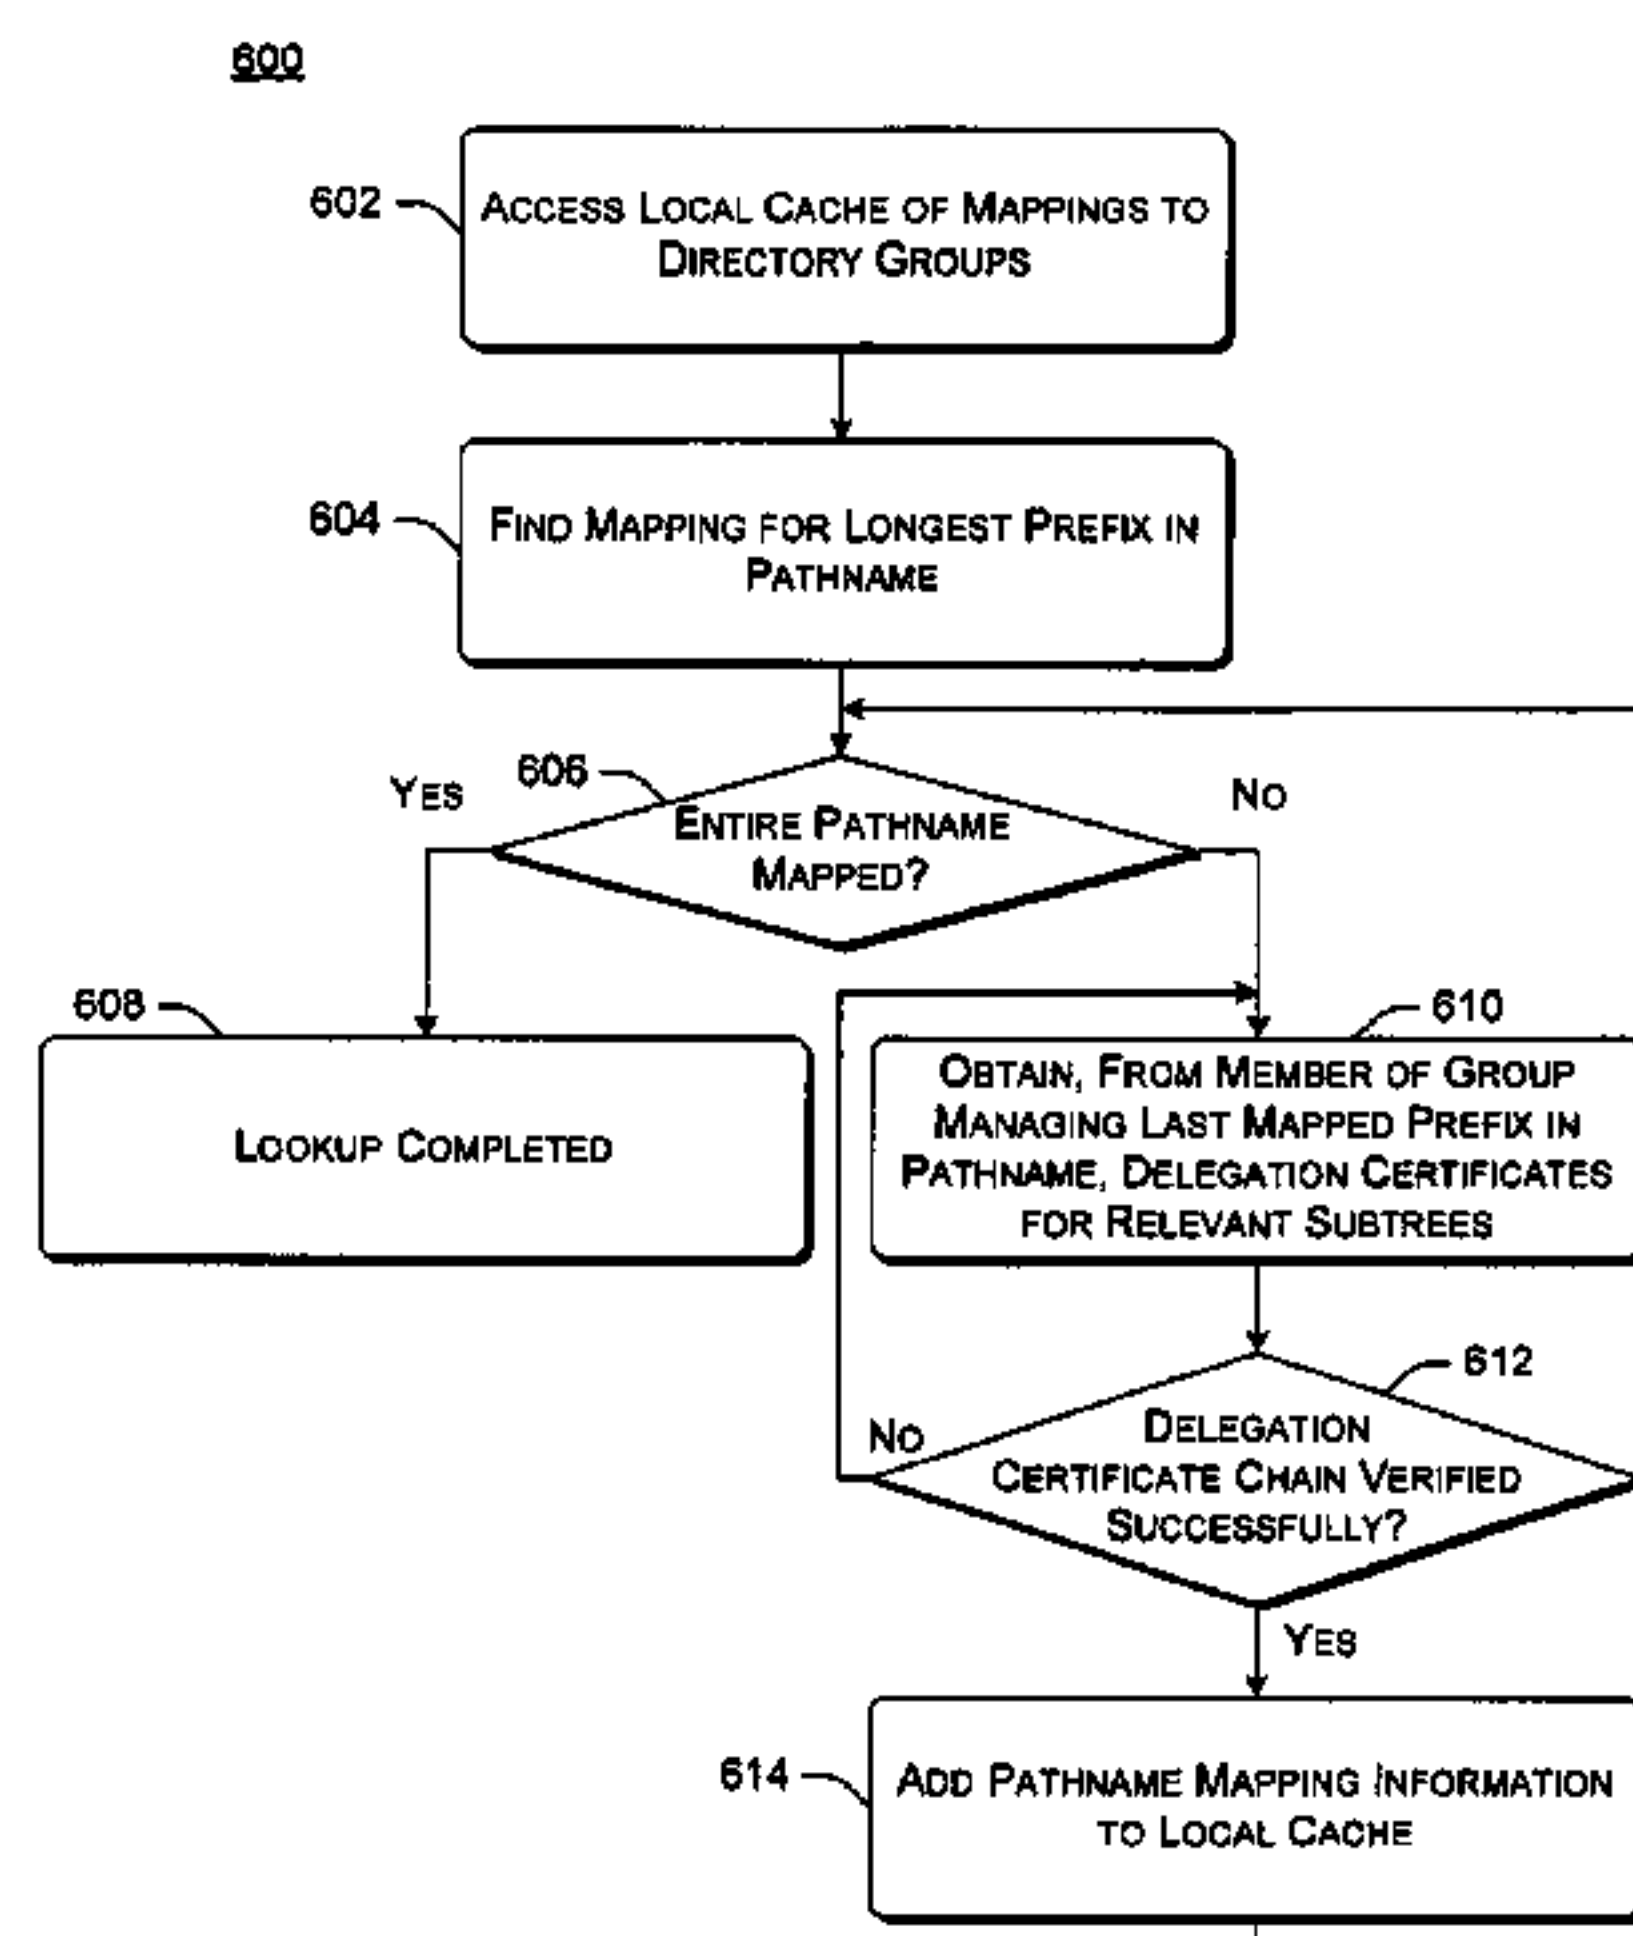 600
602
ACCESS LOCAL CACHE OF MAPPINGS TO
DIRECTORY GROUPS
604
FIND MAPPING FOR LONGEST PREFIX IN
PATHNAME
606
YES
NO
ENTIRE PATHNAME
MAPPED?
608
LOOKUP COMPLETED
610
OBTAIN, FROM MEMBER OF GROUP
MANAGING LAST MAPPED PREFIX IN
PATHNAME, DELEGATION CERTIFICATES
FOR RELEVANT SUBTREES
612
NO
DELEGATION
CERTIFICATE CHAIN VERIFIED
SUCCESSFULLY?
YES
614
ADD PATHNAME MAPPING INFORMATION
TO LOCAL CACHE